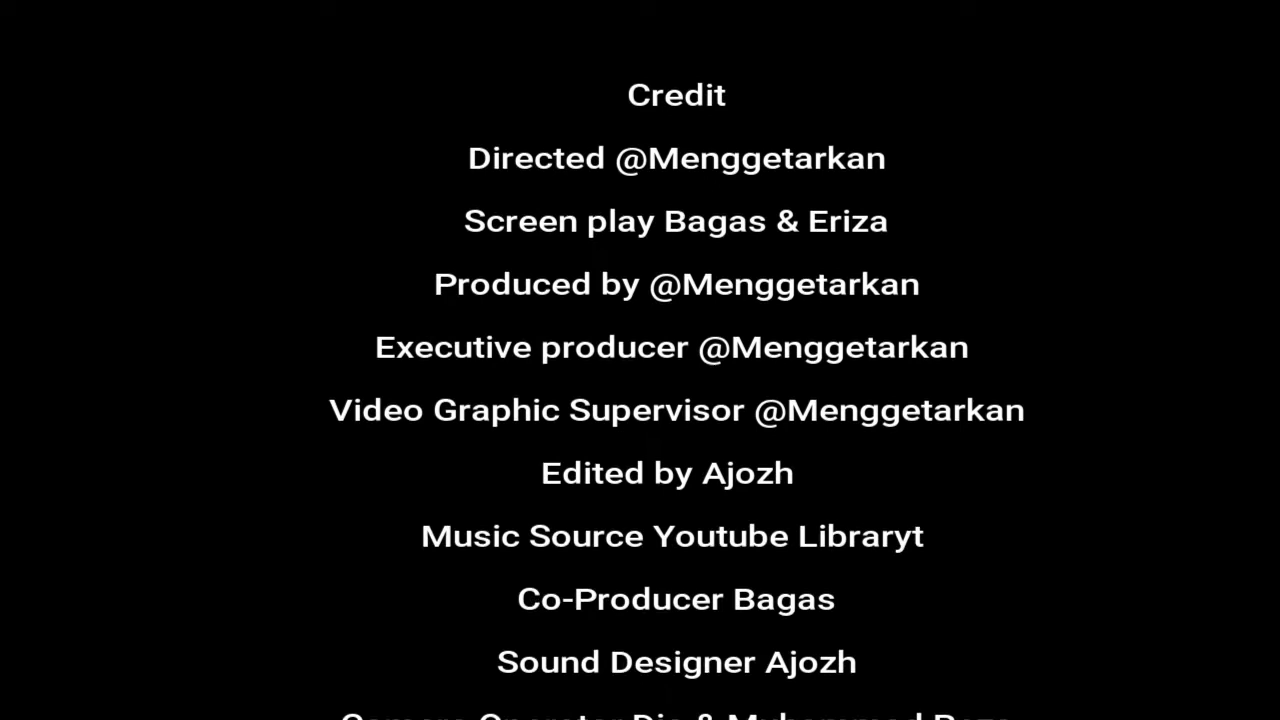 Credit
Directed @Menggetarkan
Screen play Bagas & Eriza
Produced by @Menggetarkan
Executive producer @Menggetarkan
Video Graphic Supervisor @Menggetarkan
Edited by Ajozh
Music Source Youtube Libraryt
Co-Producer Bagas
Sound Designer Ajozh